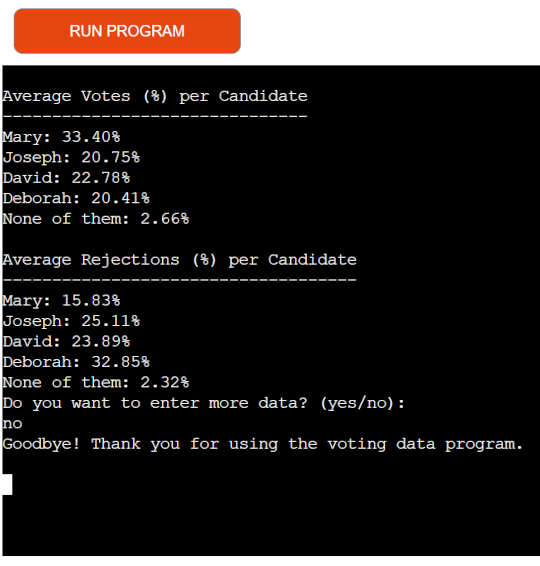 RUN PROGRAM
Average Votes (%) per Candidate
-------------------------------
Mary: 33.40%
Joseph: 20.75%
David: 22.78%
Deborah: 20.41%
None of them: 2.66%
Average Rejections (%) per Candidate
------------------------------------
Mary: 15.83%
Joseph: 25.11%
David: 23.89%
Deborah: 32.85%
None of them: 2.32%
Do you want to enter more data? (yes/no):
no
Goodbye! Thank you for using the voting data program.